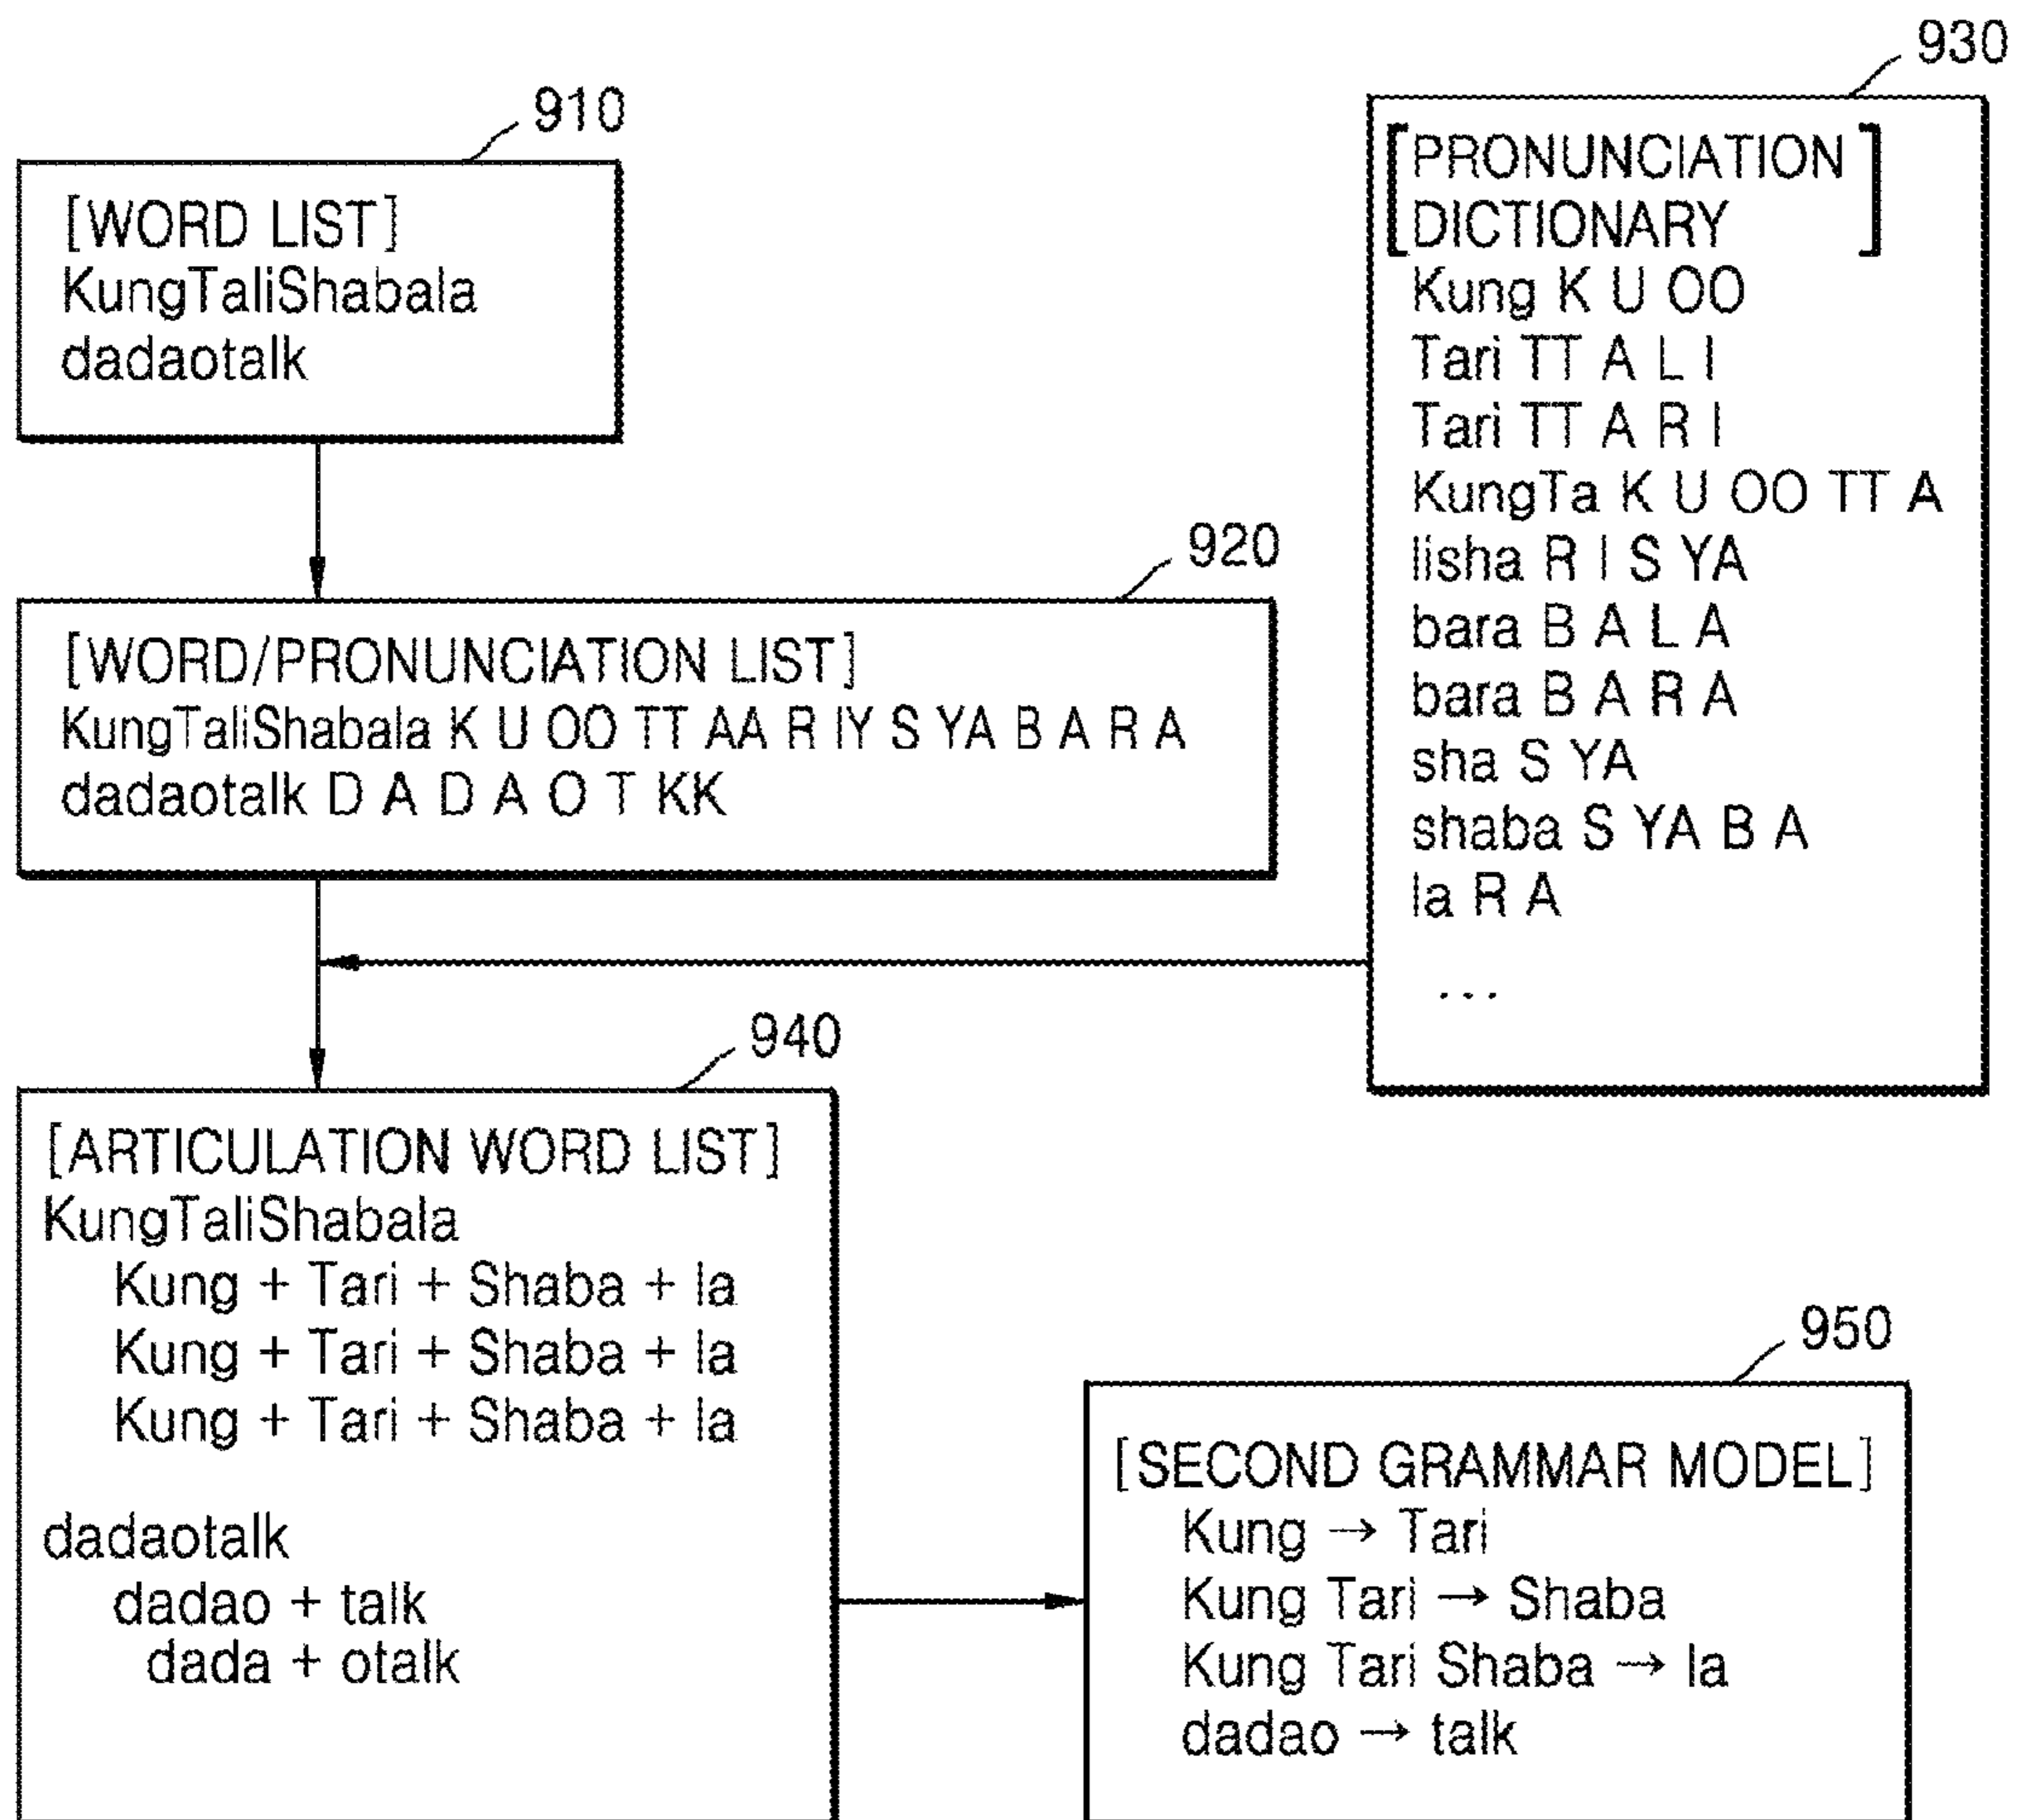 910
[WORD LIST]
KungTaliShabala
dadaotalk
920
[WORD/PRONUNCIATION LIST]
KungTaliShabala K U OO TT AA R IY S YA B A R A
dadaotalk D A D A O T KK
930
[PRONUNCIATION
DICTIONARY]
Kung K U OO
Tari TT A L I
Tari TT A R I
KungTa K U OO TT A
lisha R I S YA
bara B A L A
bara B A R A
sha S YA
shaba S YA B A
la R A
...
940
[ARTICULATION WORD LIST]
KungTaliShabala
Kung + Tari + Shaba + la
Kung + Tari + Shaba + la
Kung + Tari + Shaba + la
dadaotalk
dadao + talk
dada + otalk
950
[SECOND GRAMMAR MODEL]
Kung → Tari
Kung Tari → Shaba
Kung Tari Shaba → la
dadao → talk